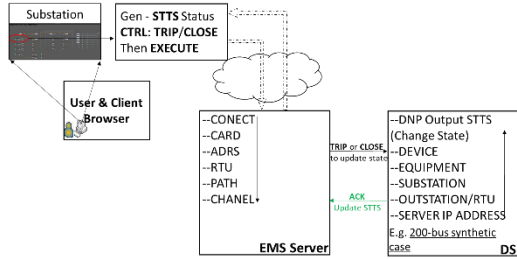 Substation
Gen - STTS Status
CTRL: TRIP/CLOSE
Then EXECUTE
User & Client
Browser
--CONECT
--CARD
--ADRS
--RTU
--PATH
--CHANEL
EMS Server
TRIP or CLOSE
to update state
ACK
Update STTS
--DNP Output STTS
(Change State)
--DEVICE
--EQUIPMENT
--SUBSTATION
--OUTSTATION/RTU
--SERVER IP ADDRESS
E.g. 200-bus synthetic
case
DS